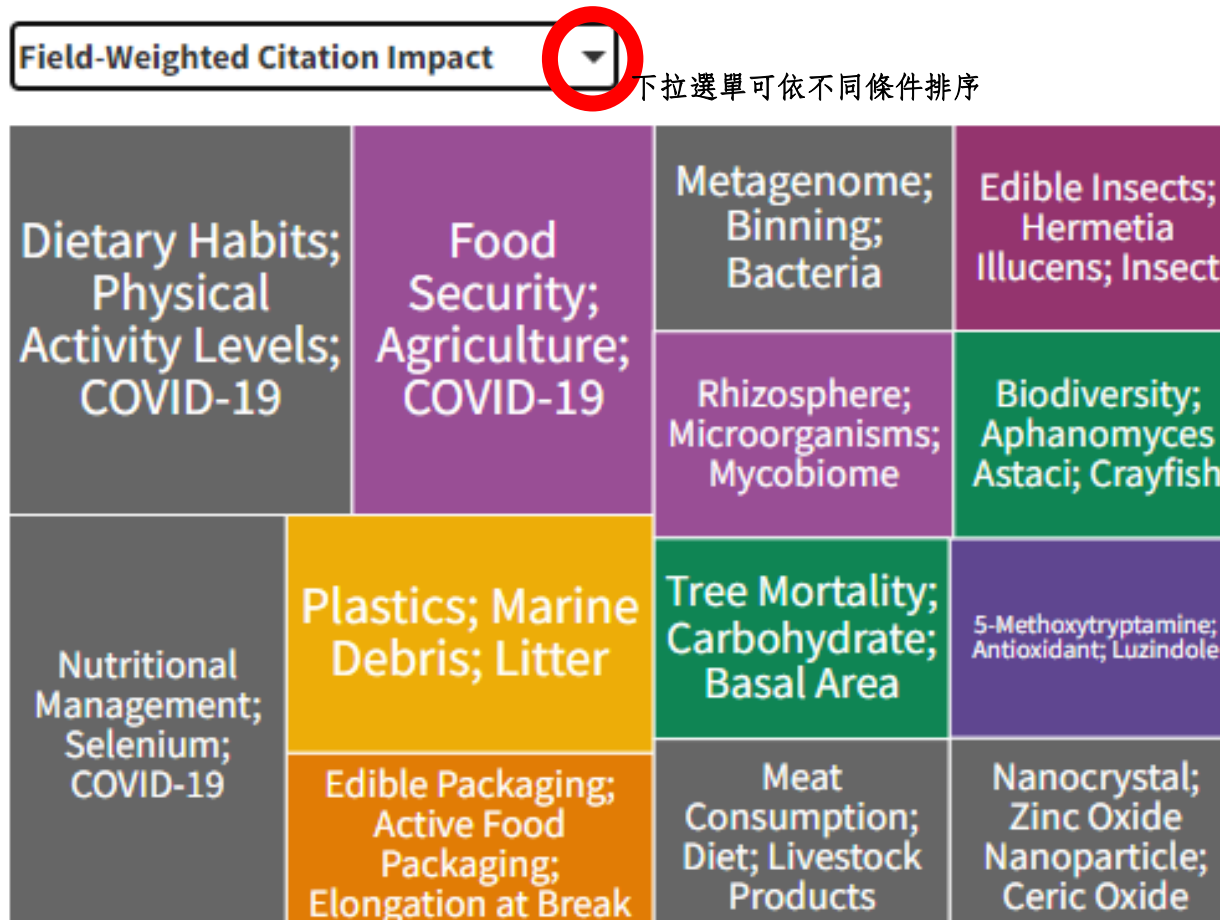 Field-Weighted Citation Impact
下拉選單可依不同條件排序
Dietary Habits;
Physical
Activity Levels;
COVID-19
Food
Security;
Agriculture;
COVID-19
Metagenome;
Binning;
Bacteria
Edible Insects;
Hermetia
Illucens; Insect
Rhizosphere;
Microorganisms;
Mycobiome
Biodiversity;
Aphanomyces
Astaci; Crayfish
Nutritional
Management;
Selenium;
COVID-19
Plastics; Marine
Debris; Litter
Tree Mortality;
Carbohydrate;
Basal Area
5-Methoxytryptamine;
Antioxidant; Luzindole
Edible Packaging;
Active Food
Packaging;
Elongation at Break
Meat
Consumption;
Diet; Livestock
Products
Nanocrystal;
Zinc Oxide
Nanoparticle;
Ceric Oxide